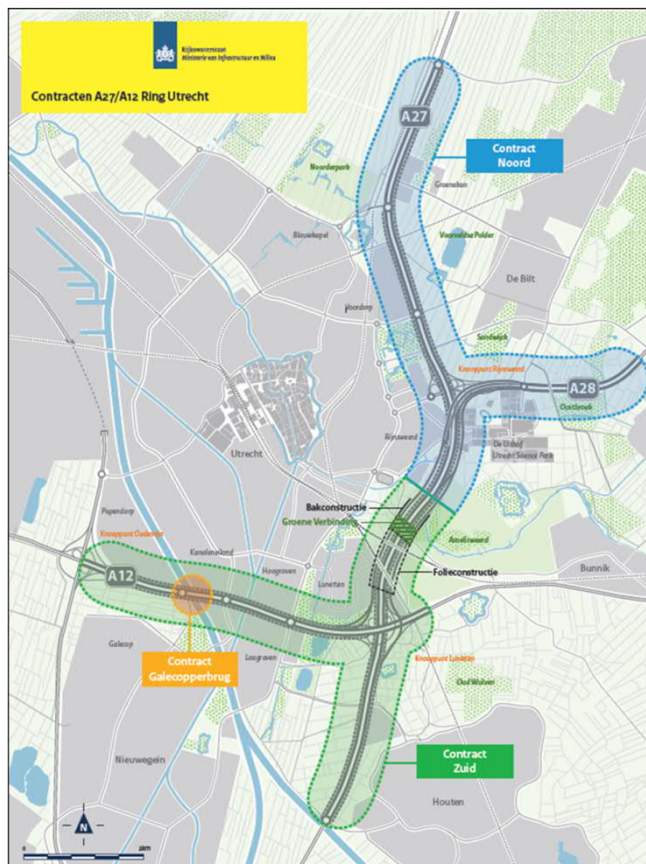 Rijkswaterstaat
Ministerie van Infrastructuur en Milieu
Contracten A27/A12 Ring Utrecht
A27
Contract
Noord
Noorderpark
Groenekan
Blauwkapel
Voorveldse Polder
De Bilt
Voordorp
Sandwijck
Knooppunt Rijnsweerd
A28
Oostbroek
Rijnsweerd
De Uithof
Utrecht Science Park
Utrecht
Bakconstructie
Groene Verbinding
Papendorp
Knooppunt Oudenrijn
Kanaleneiland
Amelisweerd
Hoograven
Bunnik
Lunetten
Folieconstructie
A12
Galecop
Contract
Galecopperbrug
Laagraven
Knooppunt Lunetten
Oud Wulven
Contract
Zuid
Nieuwegein
Houten
N
0
2km